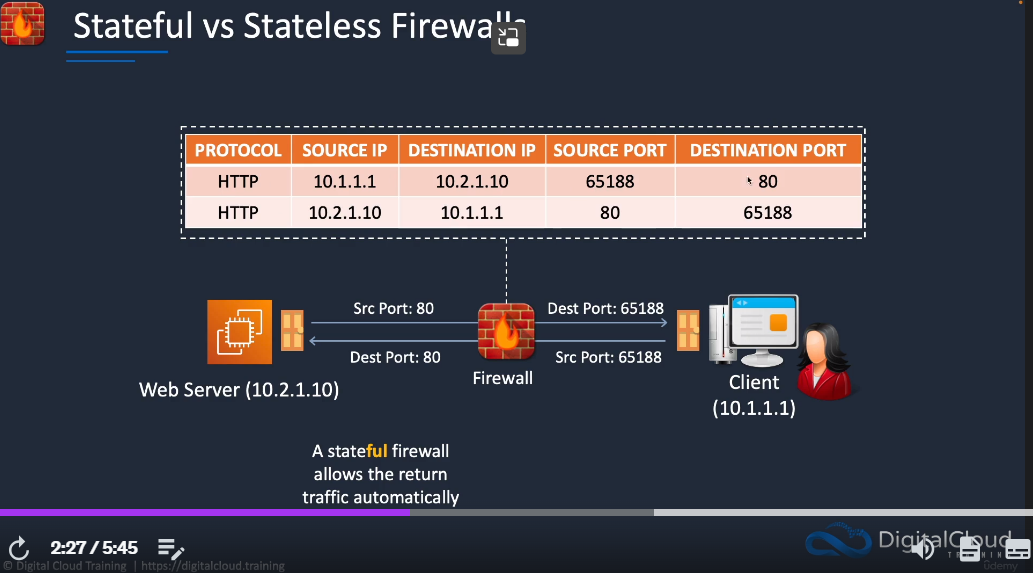 Stateful vs Stateless Firewalls
PROTOCOL SOURCE IP DESTINATION IP SOURCE PORT DESTINATION PORT
HTTP 10.1.1.1 10.2.1.10 65188 80
HTTP 10.2.1.10 10.1.1.1 80 65188
Src Port: 80 Dest Port: 65188
Dest Port: 80 Src Port: 65188
Firewall
Web Server (10.2.1.10)
Client
(10.1.1.1)
A stateful firewall
allows the return
traffic automatically
2:27 / 5:45
DigitalCloud
TRAINING
© Digital Cloud Training | https://digitalcloud.training
ûdemy